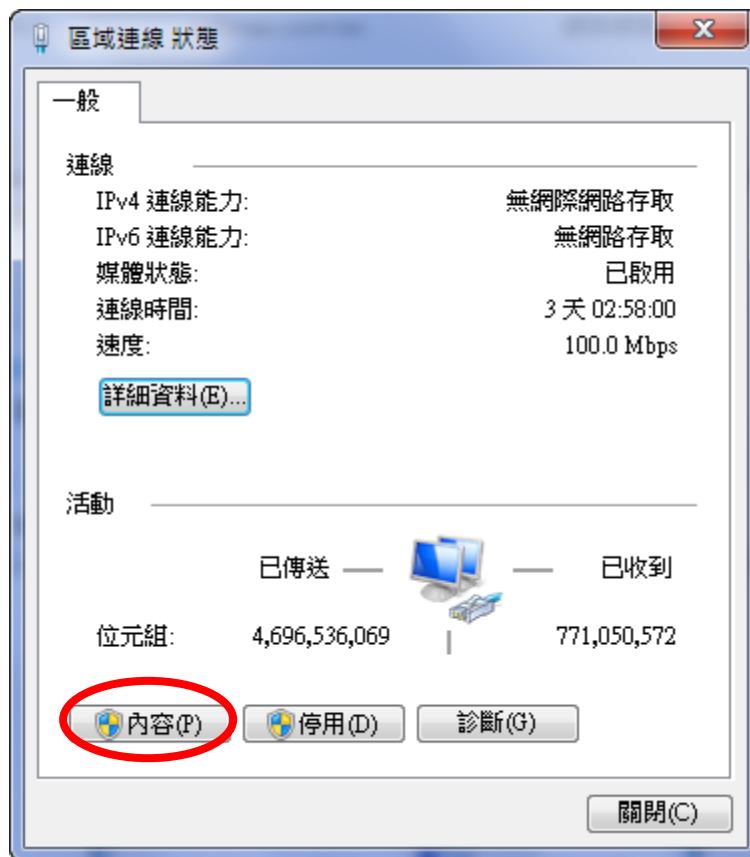 區域連線 狀態
一般
連線
IPv4 連線能力: 無網際網路存取
IPv6 連線能力: 無網路存取
媒體狀態: 已啟用
連線時間: 3 天 02:58:00
速度: 100.0 Mbps
詳細資料(E)...
活動
已傳送 已收到
位元組: 4,696,536,069 771,050,572
內容(P) 停用(D) 診斷(G)
關閉(C)